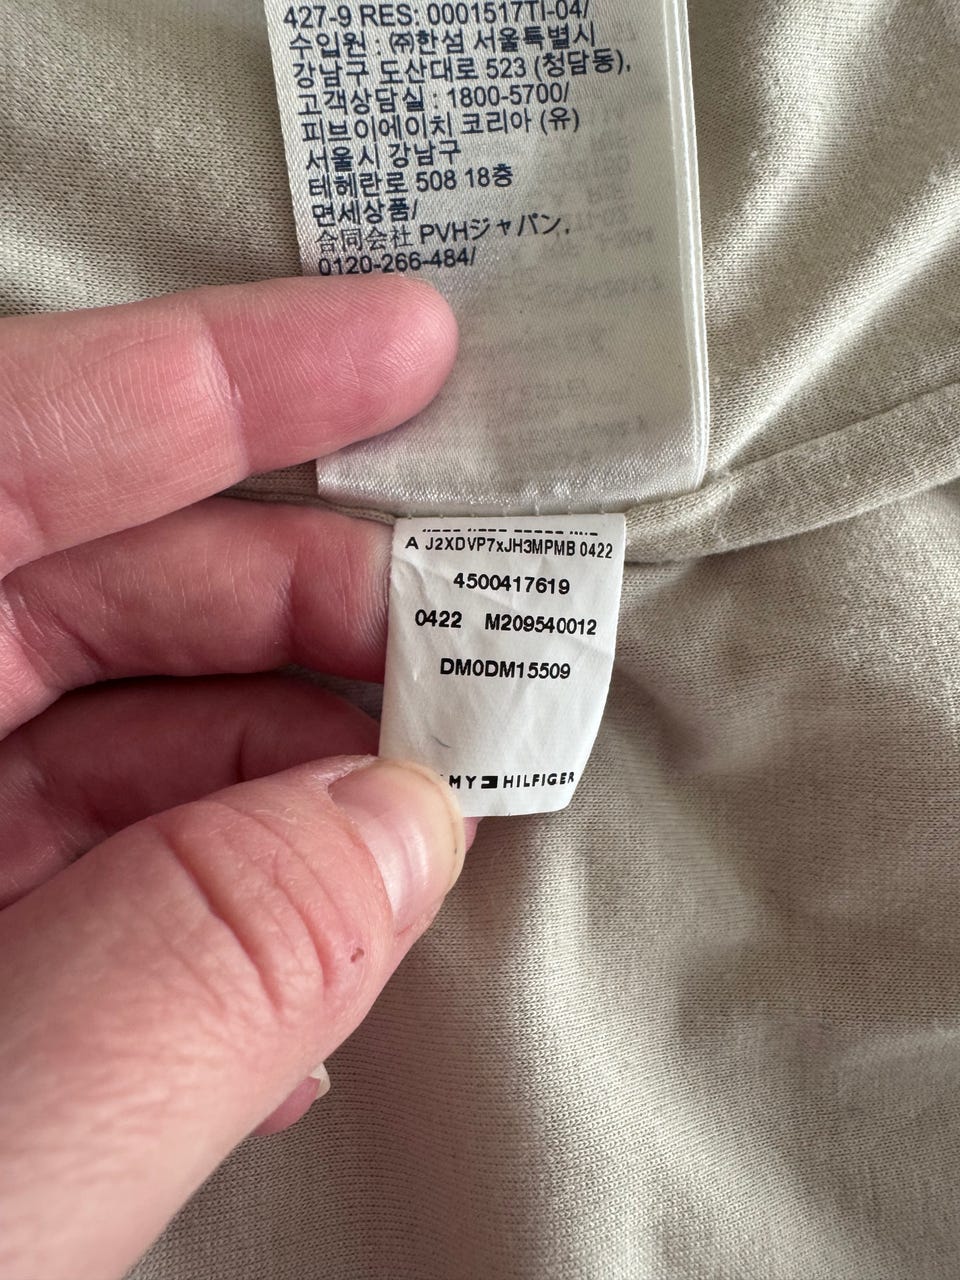 427-9 RES: 0001517TI-04/
수입원 : ㈜한섬 서울특별시
강남구 도산대로 523 (청담동),
고객상담실 : 1800-5700/
피브이에이치 코리아 (유)
서울시 강남구
테헤란로 508 18층
면세상품/
合同会社 PVHジャパン,
0120-266-484/
A J2XDVP7xJH3MPMB 0422
4500417619
0422 M209540012
DM0DM15509
MY HILFIGER